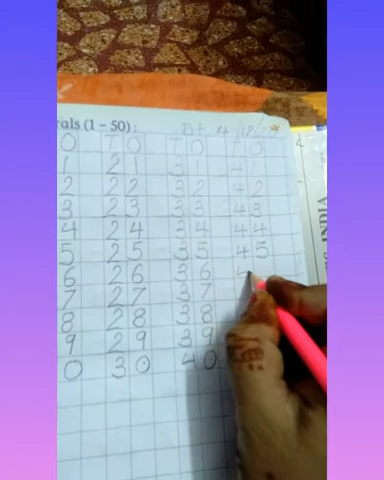 rals (1 – 50) :
Dt 4/12/
O T O T O T O
1 2 1 3 1 4 1
2 2 2 3 2 4 2
3 2 3 3 3 4 3
4 2 4 3 4 4 4
5 2 5 3 5 4 5
6 2 6 3 6 4
7 2 7 3 7
8 2 8 3 8
9 2 9 3 9
0 3 0 4 0
INDIA